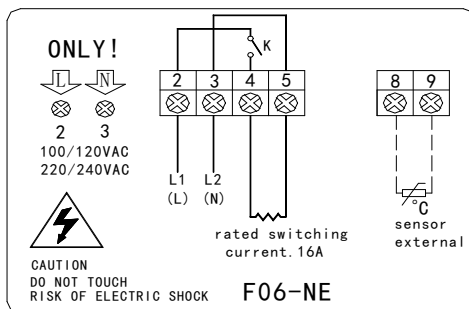 ONLY!
L N
2 3
100/120VAC
220/240VAC
K
2 3 4 5
8 9
L1 L2
(L) (N)
rated switching
current.16A
°C
sensor
external
CAUTION
DO NOT TOUCH
RISK OF ELECTRIC SHOCK
F06-NE